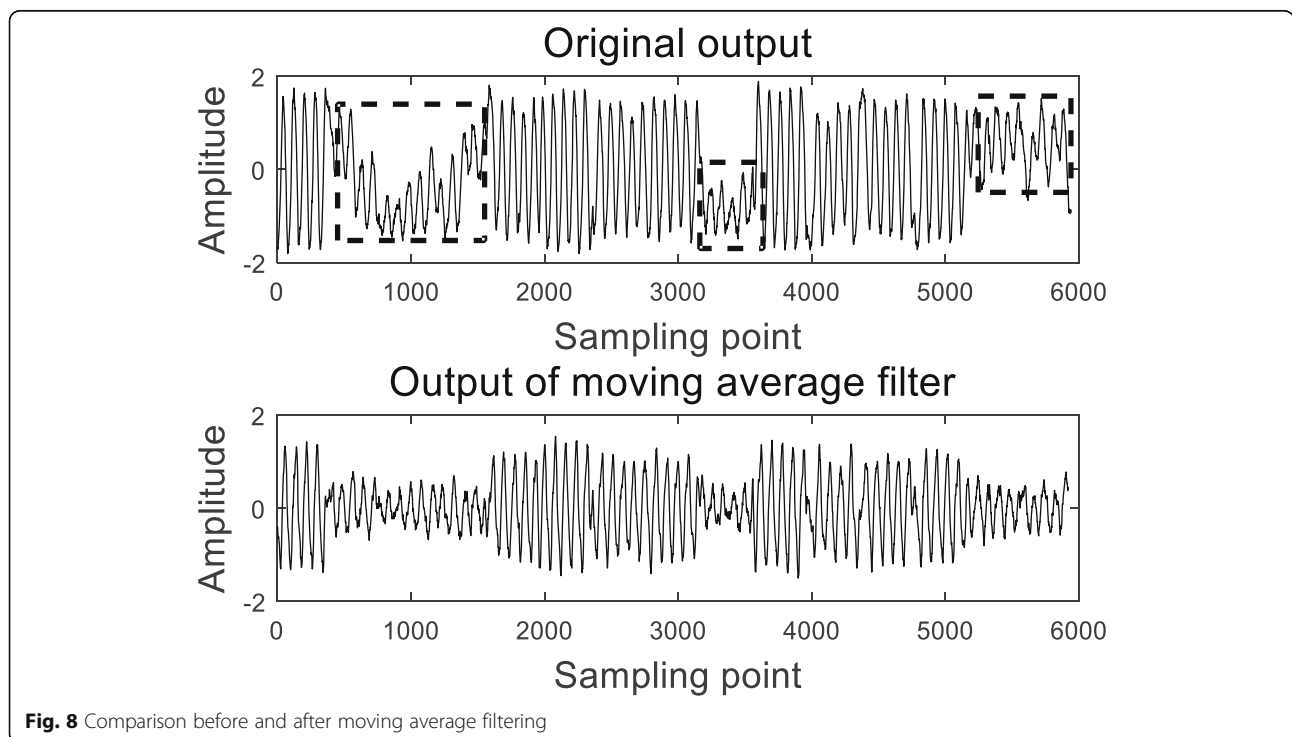 Original output
2
0
-2
Amplitude
0 1000 2000 3000 4000 5000 6000
Sampling point
Output of moving average filter
2
0
-2
Amplitude
0 1000 2000 3000 4000 5000 6000
Sampling point
Fig. 8 Comparison before and after moving average filtering